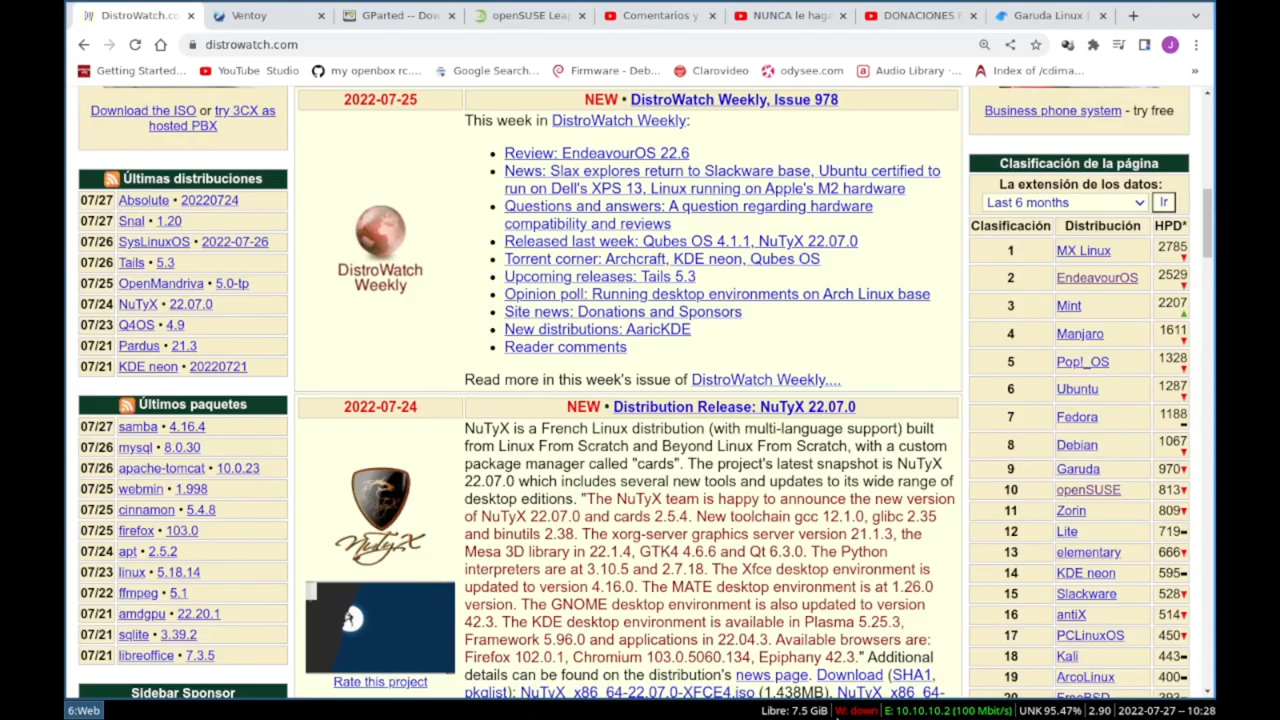 DistroWatch.co
Ventoy
GParted -- Dow
openSUSE Leap
Comentarios y
NUNCA le hag
DONACIONES F
Garuda Linux |
distrowatch.com
Getting Started...
YouTube Studio
my openbox rc....
Google Search...
Firmware - Deb...
Clarovideo
odysee.com
Audio Library -...
Index of /cdima...
»
Download the ISO or try 3CX as
hosted PBX
Últimas distribuciones
07/27 Absolute • 20220724
07/27 Snal • 1.20
07/26 SysLinuxOS • 2022-07-26
07/26 Tails • 5.3
07/25 OpenMandriva • 5.0-tp
07/24 NuTyX • 22.07.0
07/23 Q4OS • 4.9
07/21 Pardus • 21.3
07/21 KDE neon • 20220721
Últimos paquetes
07/27 samba • 4.16.4
07/26 mysql • 8.0.30
07/26 apache-tomcat • 10.0.23
07/25 webmin • 1.998
07/25 cinnamon • 5.4.8
07/25 firefox • 103.0
07/24 apt • 2.5.2
07/23 linux • 5.18.14
07/22 ffmpeg • 5.1
07/21 amdgpu • 22.20.1
07/21 sqlite • 3.39.2
07/21 libreoffice • 7.3.5
Sidebar Sponsor
2022-07-25
NEW • DistroWatch Weekly, Issue 978
DistroWatch
Weekly
This week in DistroWatch Weekly:
• Review: EndeavourOS 22.6
• News: Slax explores return to Slackware base, Ubuntu certified to
run on Dell's XPS 13, Linux running on Apple's M2 hardware
• Questions and answers: A question regarding hardware
compatibility and reviews
• Released last week: Qubes OS 4.1.1, NuTyX 22.07.0
• Torrent corner: Archcraft, KDE neon, Qubes OS
• Upcoming releases: Tails 5.3
• Opinion poll: Running desktop environments on Arch Linux base
• Site news: Donations and Sponsors
• New distributions: AaricKDE
• Reader comments
Read more in this week's issue of DistroWatch Weekly....
2022-07-24
NEW • Distribution Release: NuTyX 22.07.0
NuTyX
Rate this project
NuTyX is a French Linux distribution (with multi-language support) built
from Linux From Scratch and Beyond Linux From Scratch, with a custom
package manager called "cards". The project's latest snapshot is NuTyX
22.07.0 which includes several new tools and updates to its wide range of
desktop editions. "The NuTyX team is happy to announce the new version
of NuTyX 22.07.0 and cards 2.5.4. New toolchain gcc 12.1.0, glibc 2.35
and binutils 2.38. The xorg-server graphics server version 21.1.3, the
Mesa 3D library in 22.1.4, GTK4 4.6.6 and Qt 6.3.0. The Python
interpreters are at 3.10.5 and 2.7.18. The Xfce desktop environment is
updated to version 4.16.0. The MATE desktop environment is at 1.26.0
version. The GNOME desktop environment is also updated to version
42.3. The KDE desktop environment is available in Plasma 5.25.3,
Framework 5.96.0 and applications in 22.04.3. Available browsers are:
Firefox 102.0.1, Chromium 103.0.5060.134, Epiphany 42.3." Additional
details can be found on the distribution's news page. Download (SHA1,
pkglist): NuTyX_x86_64-22.07.0-XFCE4.iso (1,438MB), NuTyX_x86_64-
Business phone system - try free
Clasificación de la página
La extensión de los datos:
Last 6 months
Ir
Clasificación Distribución HPD*
1 MX Linux 2785
2 EndeavourOS 2529
3 Mint 2207
4 Manjaro 1611
5 Pop!_OS 1328
6 Ubuntu 1287
7 Fedora 1188
8 Debian 1067
9 Garuda 970
10 openSUSE 813
11 Zorin 809
12 Lite 719
13 elementary 666
14 KDE neon 595
15 Slackware 528
16 antiX 514
17 PCLinuxOS 450
18 Kali 443
19 ArcoLinux 400
20 FreeBSD
6:Web
Libre: 7.5 GiB W: down E: 10.10.10.2 (100 Mbit/s) UNK 95.47% 2.90 2022-07-27 -- 10:28